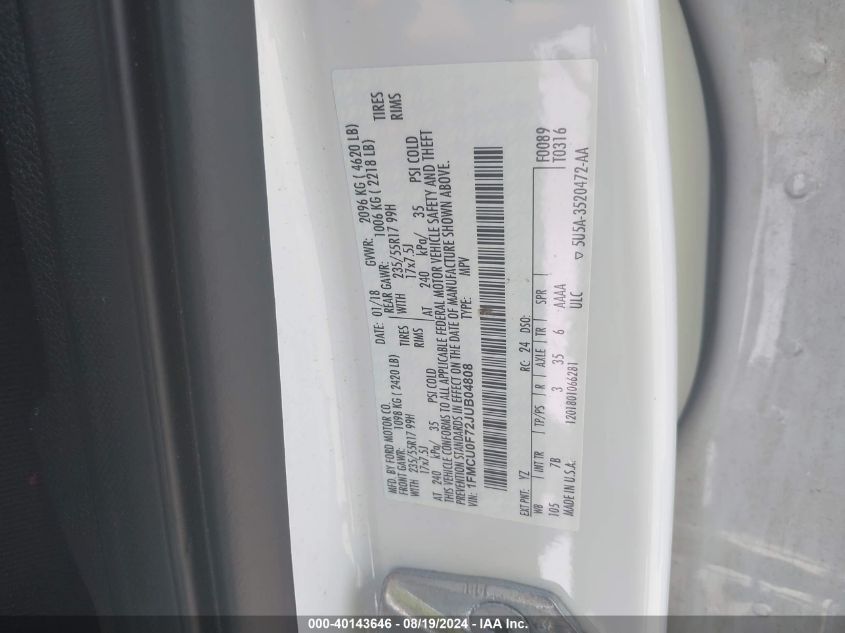 MFD. BY FORD MOTOR CO.
DATE: 01/18 GVWR: 2096 KG ( 4620 LB)
FRONT GAWR: 1098 KG (2420 LB)
REAR GAWR: 1006 KG ( 2218 LB)
WITH 235/55R17 99H TIRES
WITH 235/55R17 99H TIRES
17x7.5J RIMS
17x7.5J RIMS
AT 240 kPa/ 35 PSI COLD
AT 240 kPa/ 35 PSI COLD
THIS VEHICLE CONFORMS TO ALL APPLICABLE FEDERAL MOTOR VEHICLE SAFETY AND THEFT
PREVENTION STANDARDS IN EFFECT ON THE DATE OF MANUFACTURE SHOWN ABOVE.
VIN: 1FMCU0F72JUB04808 TYPE: MPV
F0089
EXT PNT: YZ RC: 24 DSO: T0316
WB INT TR TP/PS R AXLE TR SPR
105 7B 3 35 6 AAAA
MADE IN U.S.A. 1201801066281 ULC
▽ 5U5A-3520472-AA
000-40143646 - 08/19/2024 - IAA Inc.